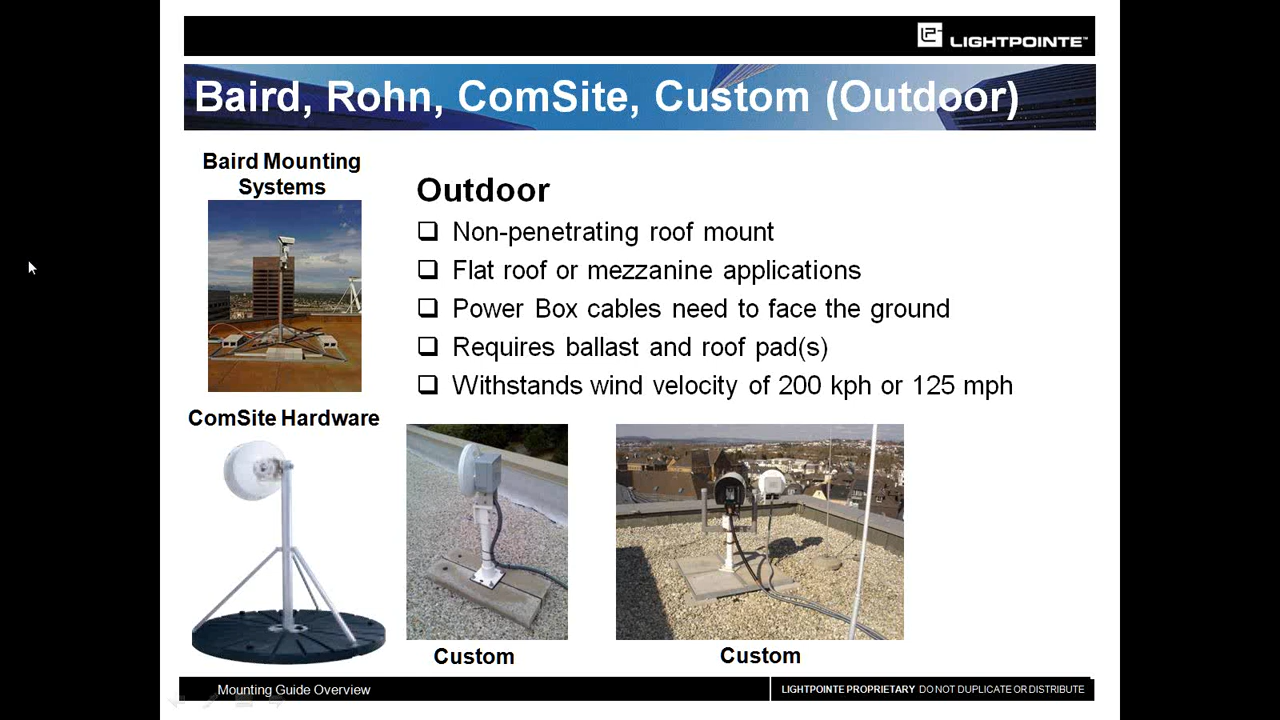 LIGHTPOINTE™
Baird, Rohn, ComSite, Custom (Outdoor)
Baird Mounting
Systems
Outdoor
Non-penetrating roof mount
Flat roof or mezzanine applications
Power Box cables need to face the ground
Requires ballast and roof pad(s)
Withstands wind velocity of 200 kph or 125 mph
ComSite Hardware
Custom
Custom
Mounting Guide Overview
LIGHTPOINTE PROPRIETARY DO NOT DUPLICATE OR DISTRIBUTE